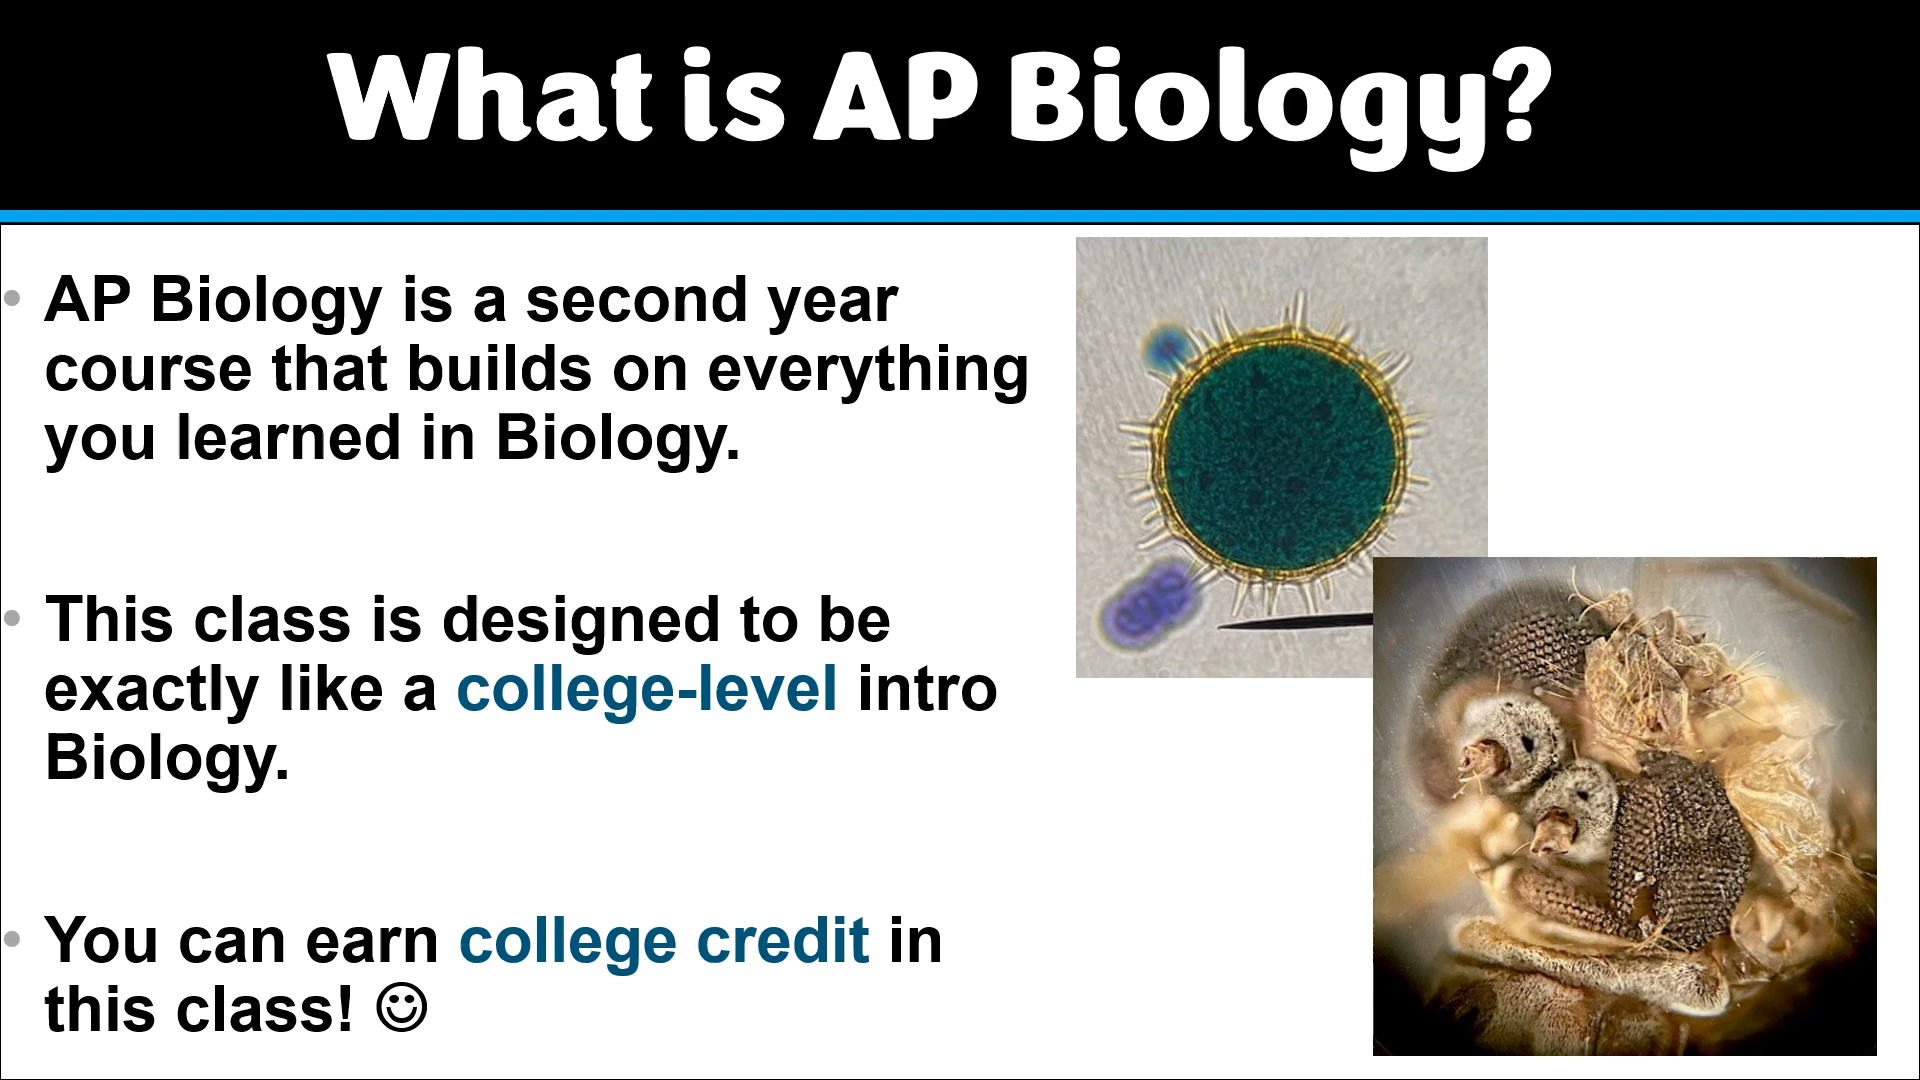 What is AP Biology?
• AP Biology is a second year
course that builds on everything
you learned in Biology.
• This class is designed to be
exactly like a college-level intro
Biology.
• You can earn college credit in
this class! ☺